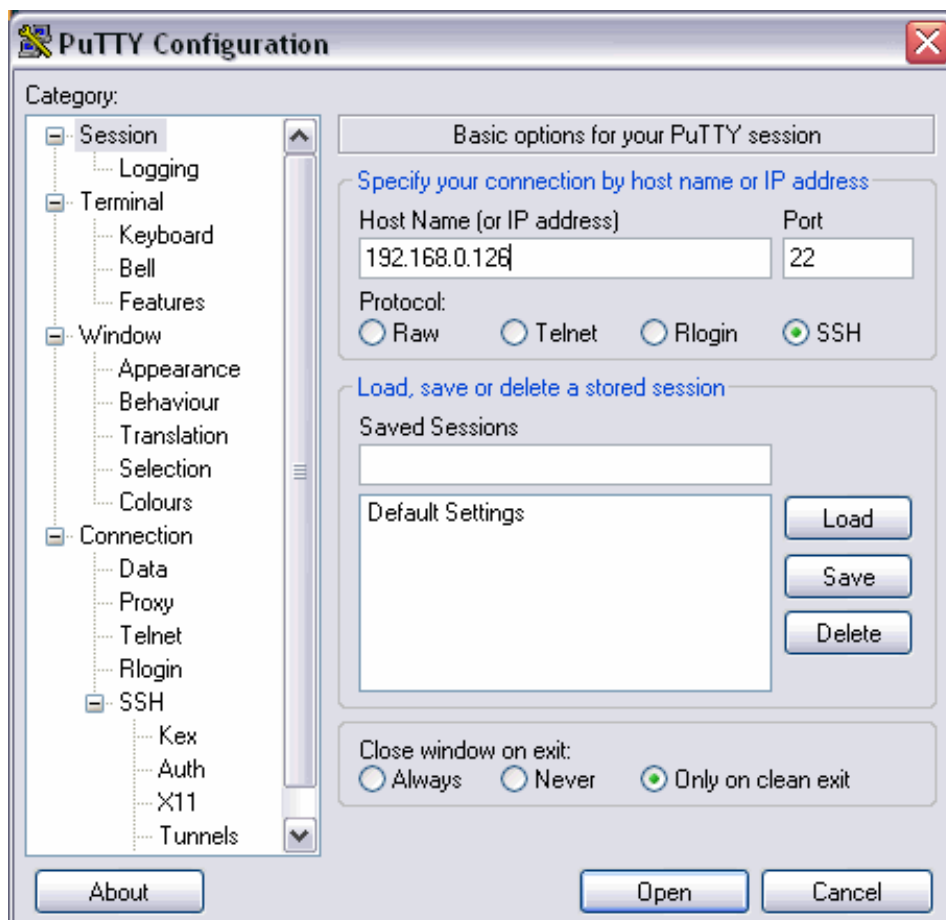 PuTTY Configuration
Category:
Session
Logging
Terminal
Keyboard
Bell
Features
Window
Appearance
Behaviour
Translation
Selection
Colours
Connection
Data
Proxy
Telnet
Rlogin
SSH
Kex
Auth
X11
Tunnels
Basic options for your PuTTY session
Specify your connection by host name or IP address
Host Name (or IP address) Port
192.168.0.126 22
Protocol:
Raw Telnet Rlogin SSH
Load, save or delete a stored session
Saved Sessions
Default Settings
Load
Save
Delete
Close window on exit:
Always Never Only on clean exit
About Open Cancel